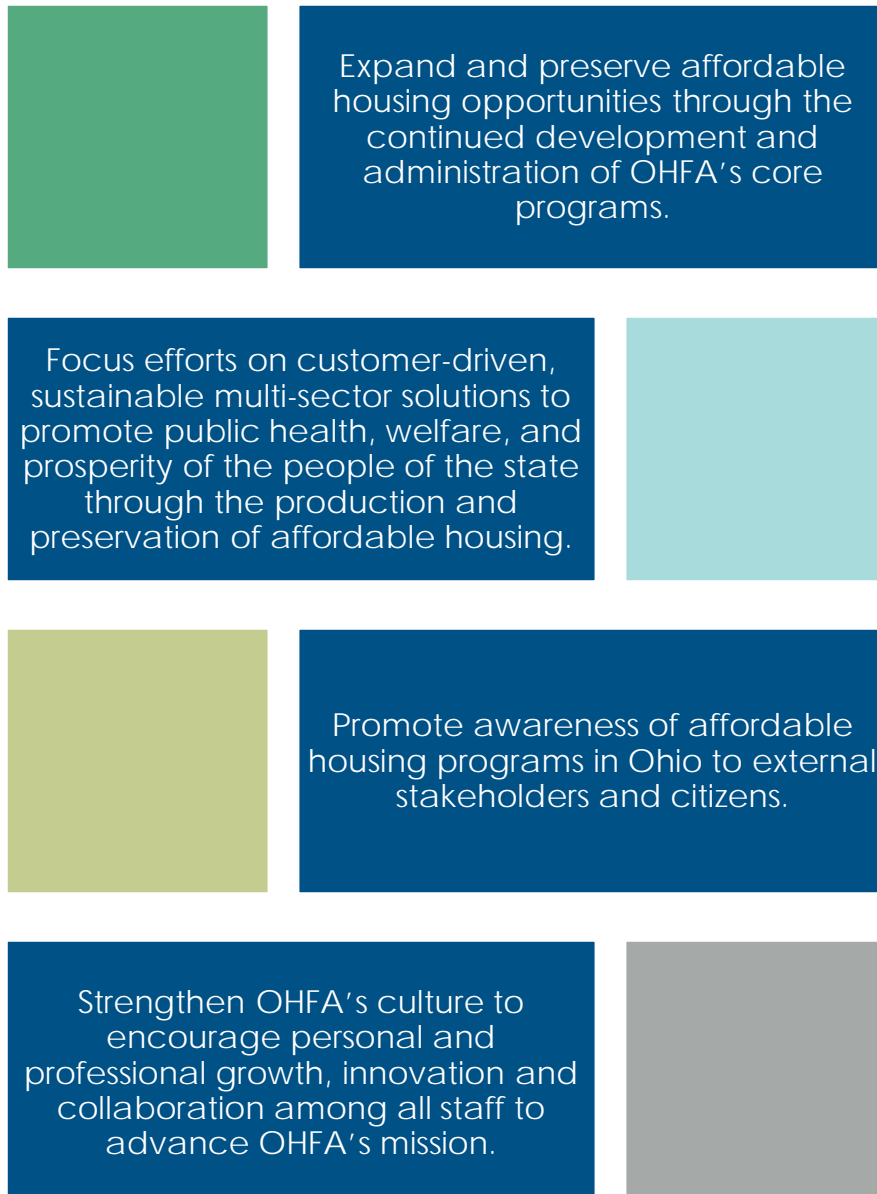 Expand and preserve affordable
housing opportunities through the
continued development and
administration of OHFA's core
programs.
Focus efforts on customer-driven,
sustainable multi-sector solutions to
promote public health, welfare, and
prosperity of the people of the state
through the production and
preservation of affordable housing.
Promote awareness of affordable
housing programs in Ohio to external
stakeholders and citizens.
Strengthen OHFA's culture to
encourage personal and
professional growth, innovation and
collaboration among all staff to
advance OHFA's mission.